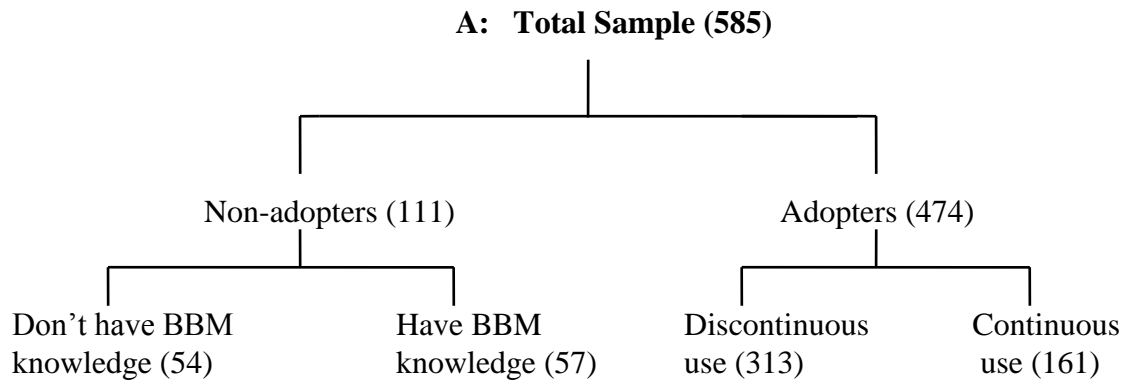 A: Total Sample (585)
Non-adopters (111)
Adopters (474)
Don’t have BBM
knowledge (54)
Have BBM
knowledge (57)
Discontinuous
use (313)
Continuous
use (161)